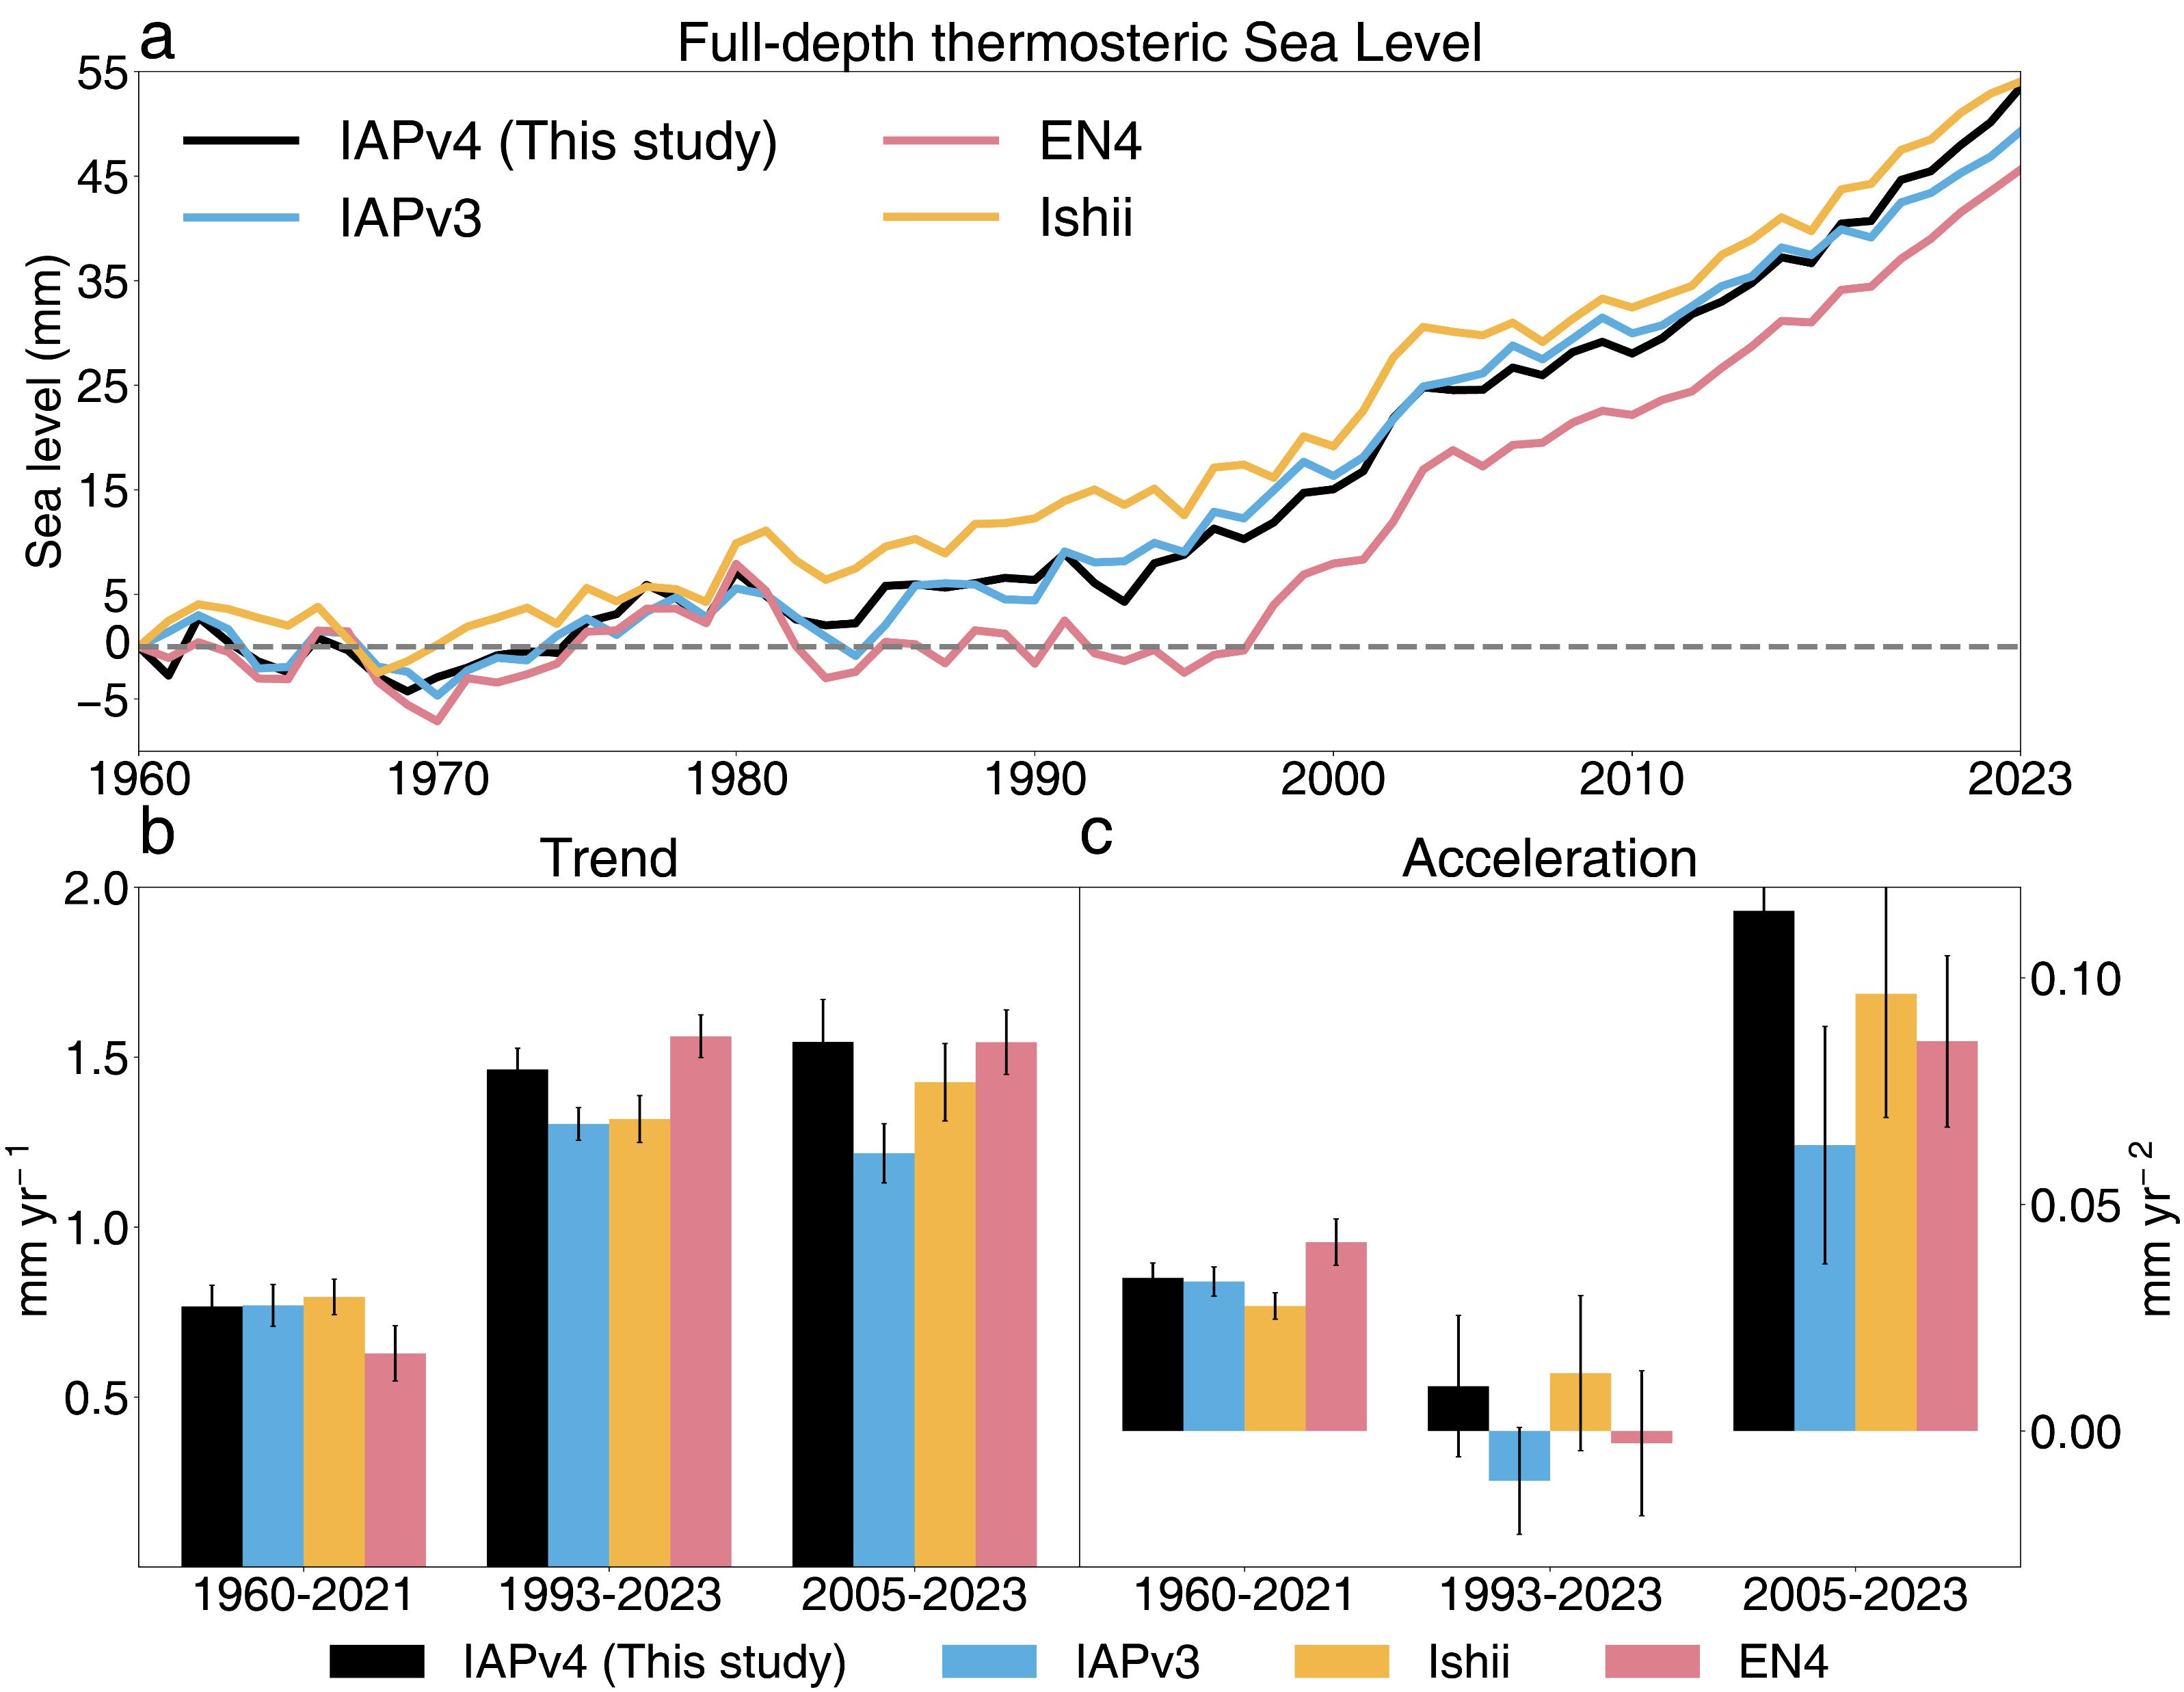 a
Full-depth thermosteric Sea Level
55
45
35
25
15
5
0
−5
Sea level (mm)
IAPv4 (This study)
EN4
IAPv3
Ishii
1960
1970
1980
1990
2000
2010
2023
b
Trend
2.0
1.5
1.0
0.5
mm yr−1
1960-2021
1993-2023
2005-2023
c
Acceleration
0.10
0.05
0.00
mm yr−2
1960-2021
1993-2023
2005-2023
IAPv4 (This study)
IAPv3
Ishii
EN4